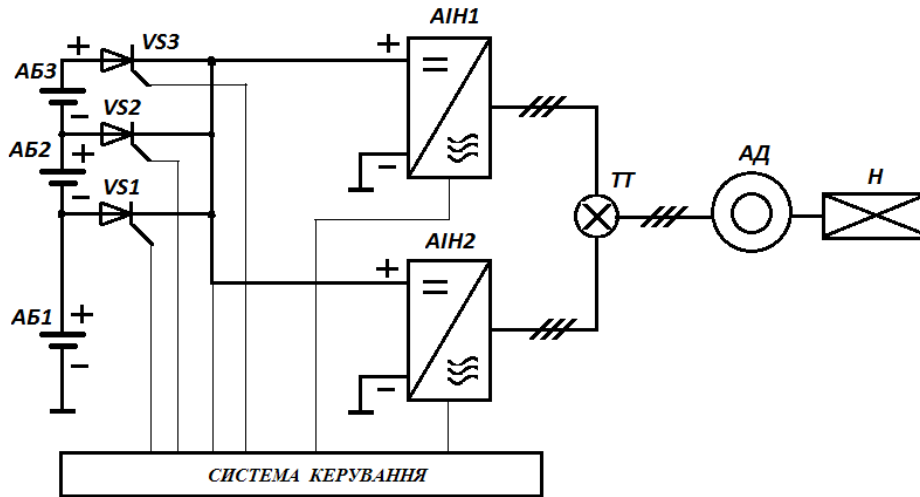 VS3
АІН1
+
+
АБ3
−
VS2
+
АБ2
−
VS1
−
ТТ
АД
Н
АІН2
+
АБ1
+
−
−
СИСТЕМА КЕРУВАННЯ